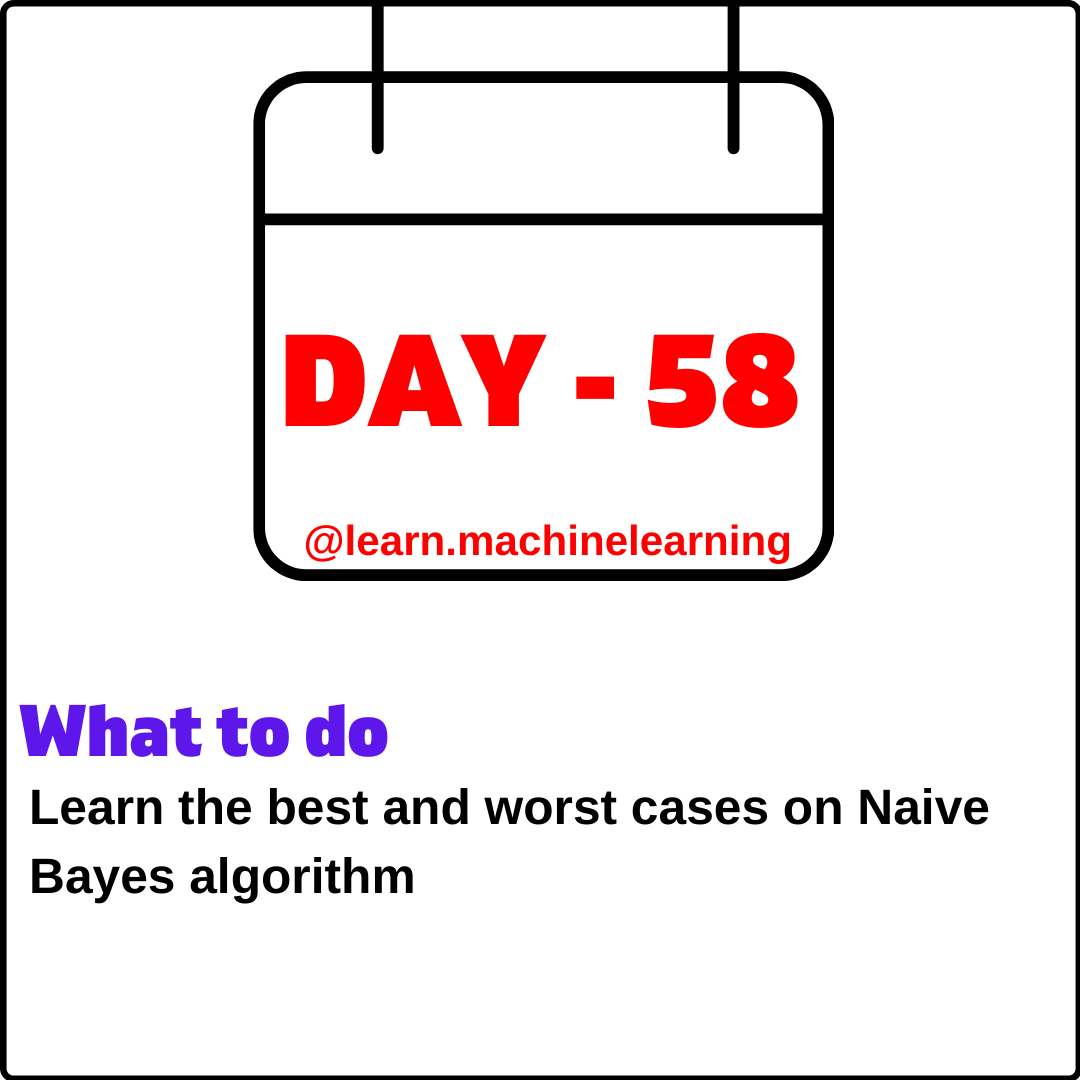 DAY - 58
@learn.machinelearning
What to do
Learn the best and worst cases on Naive
Bayes algorithm